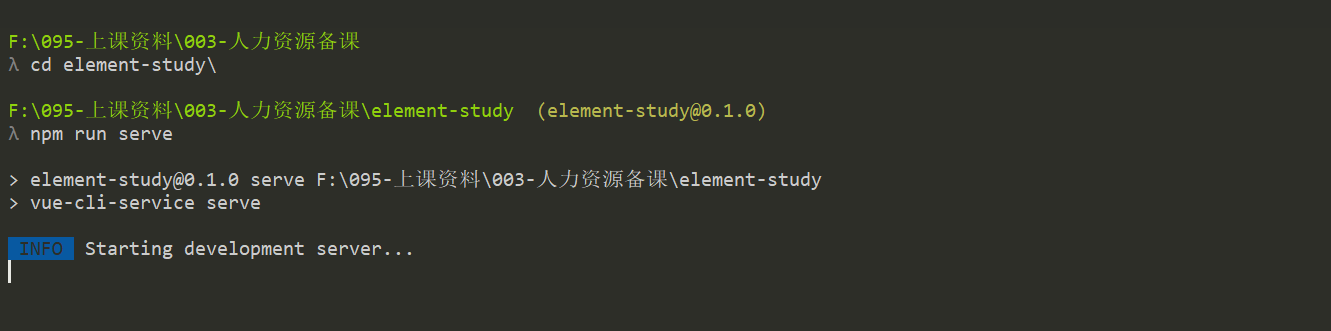 F:\095-上课资料\003-人力资源备课
λ cd element-study\
F:\095-上课资料\003-人力资源备课\element-study (element-study@0.1.0)
λ npm run serve
> element-study@0.1.0 serve F:\095-上课资料\003-人力资源备课\element-study
> vue-cli-service serve
INFO Starting development server...